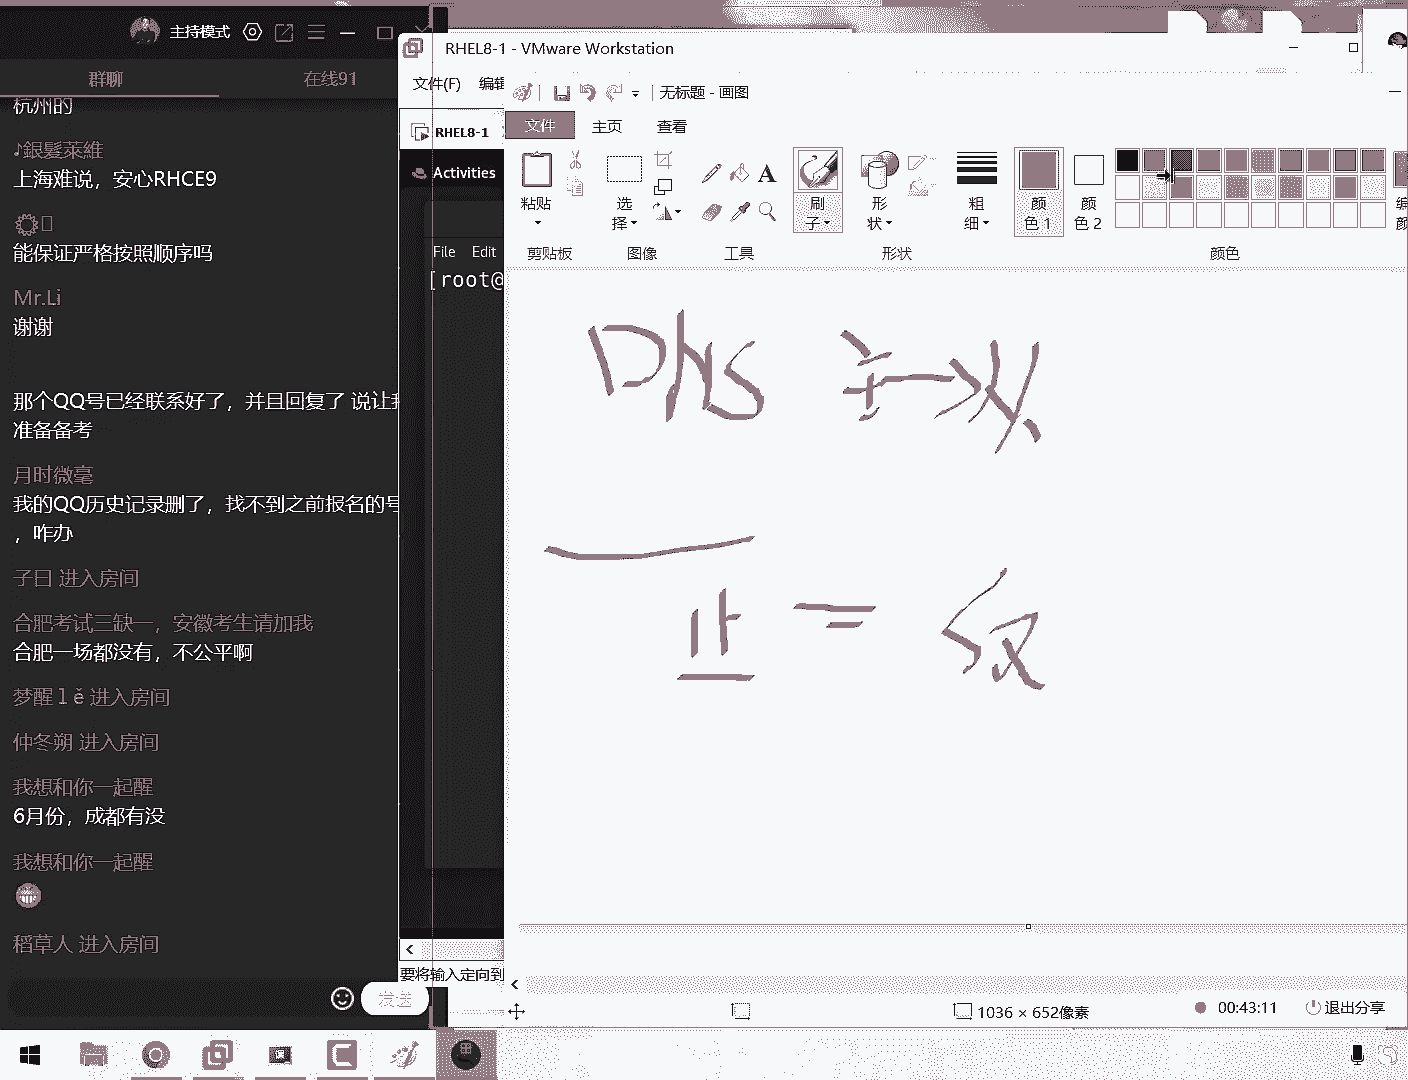 主持模式
群聊 在线91
杭州的
♪銀髮萊維
上海难说，安心RHCE9
能保证严格按照顺序吗
Mr.Li
谢谢
那个QQ号已经联系好了，并且回复了 说让
准备备考
月时微毫
我的QQ历史记录删了，找不到之前报名的号
，咋办
子曰 进入房间
合肥考试三缺一，安徽考生请加我
合肥一场都没有，不公平啊
梦醒lě 进入房间
仲冬朔 进入房间
我想和你一起醒
6月份，成都有没
我想和你一起醒
稻草人 进入房间
发送
RHEL8-1 - VMware Workstation
文件(F) 编辑
RHEL8-1
Activities
File Edit
[root@
要将输入定向到
无标题 - 画图
文件 主页 查看
粘贴
选择
刷子
形状
粗细
颜色 1
颜色 2
剪贴板 图像 工具 形状 颜色
DNS 主
1036 × 652像素
00:43:11
退出分享